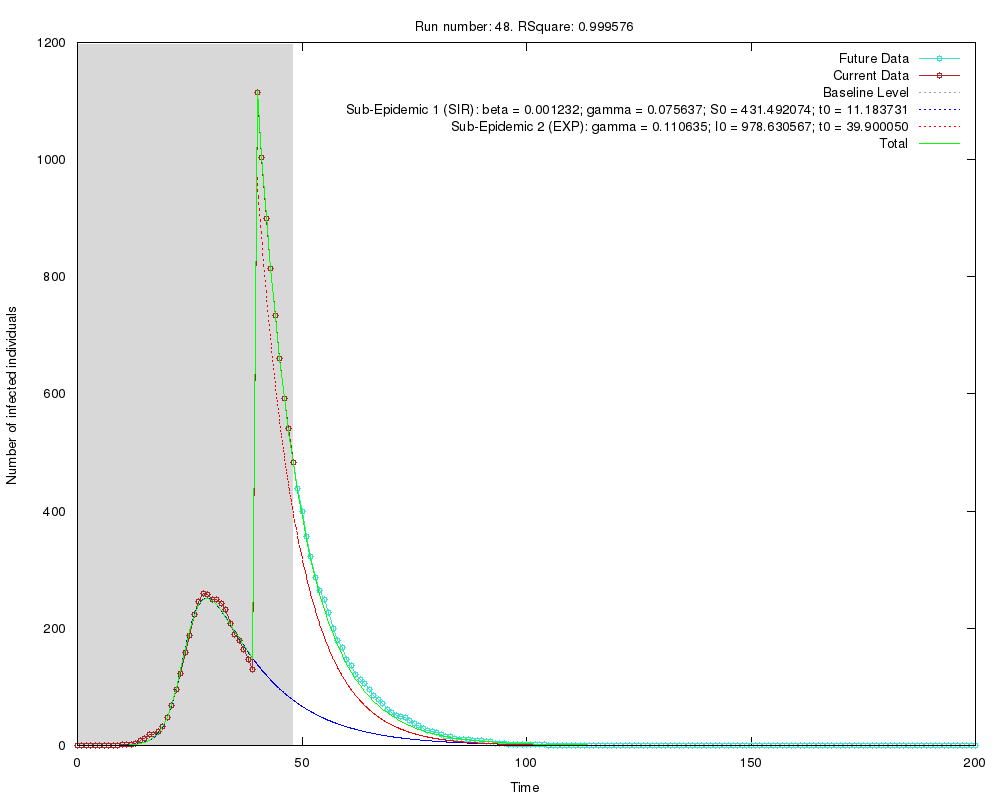 Run number: 48. RSquare: 0.999576
1200
1000
800
600
400
200
0
0 50 100 150 200
Number of infected individuals
Time
Future Data
Current Data
Baseline Level
Sub-Epidemic 1 (SIR): beta = 0.001232; gamma = 0.075637; S0 = 431.492074; t0 = 11.183731
Sub-Epidemic 2 (EXP): gamma = 0.110635; I0 = 978.630567; t0 = 39.900050
Total